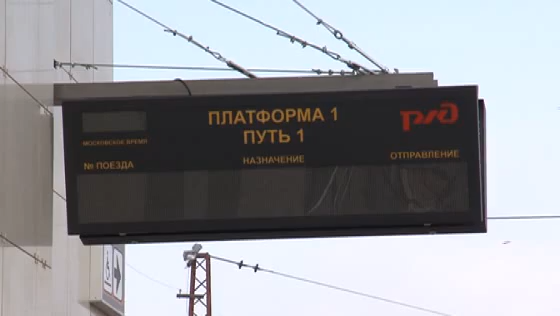 ПЛАТФОРМА 1
ПУТЬ 1
РЖД
МОСКОВСКОЕ ВРЕМЯ
№ ПОЕЗДА НАЗНАЧЕНИЕ ОТПРАВЛЕНИЕ